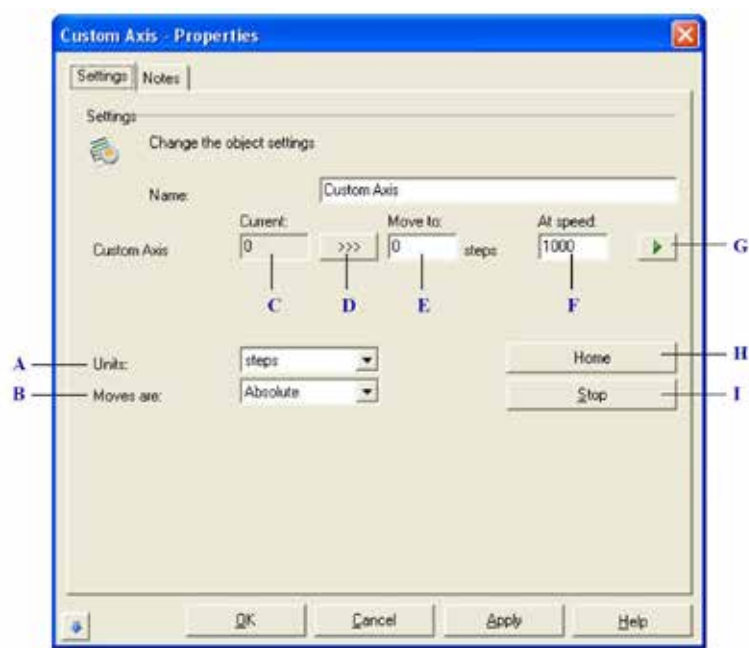 Custom Axis - Properties
Settings Notes
Settings
Change the object settings
Name: Custom Axis
Current: Move to: At speed:
Custom Axis 0 >>> 0 steps 1000 G
C D E F
A Units: steps Home H
B Moves are: Absolute Stop I
OK Cancel Apply Help